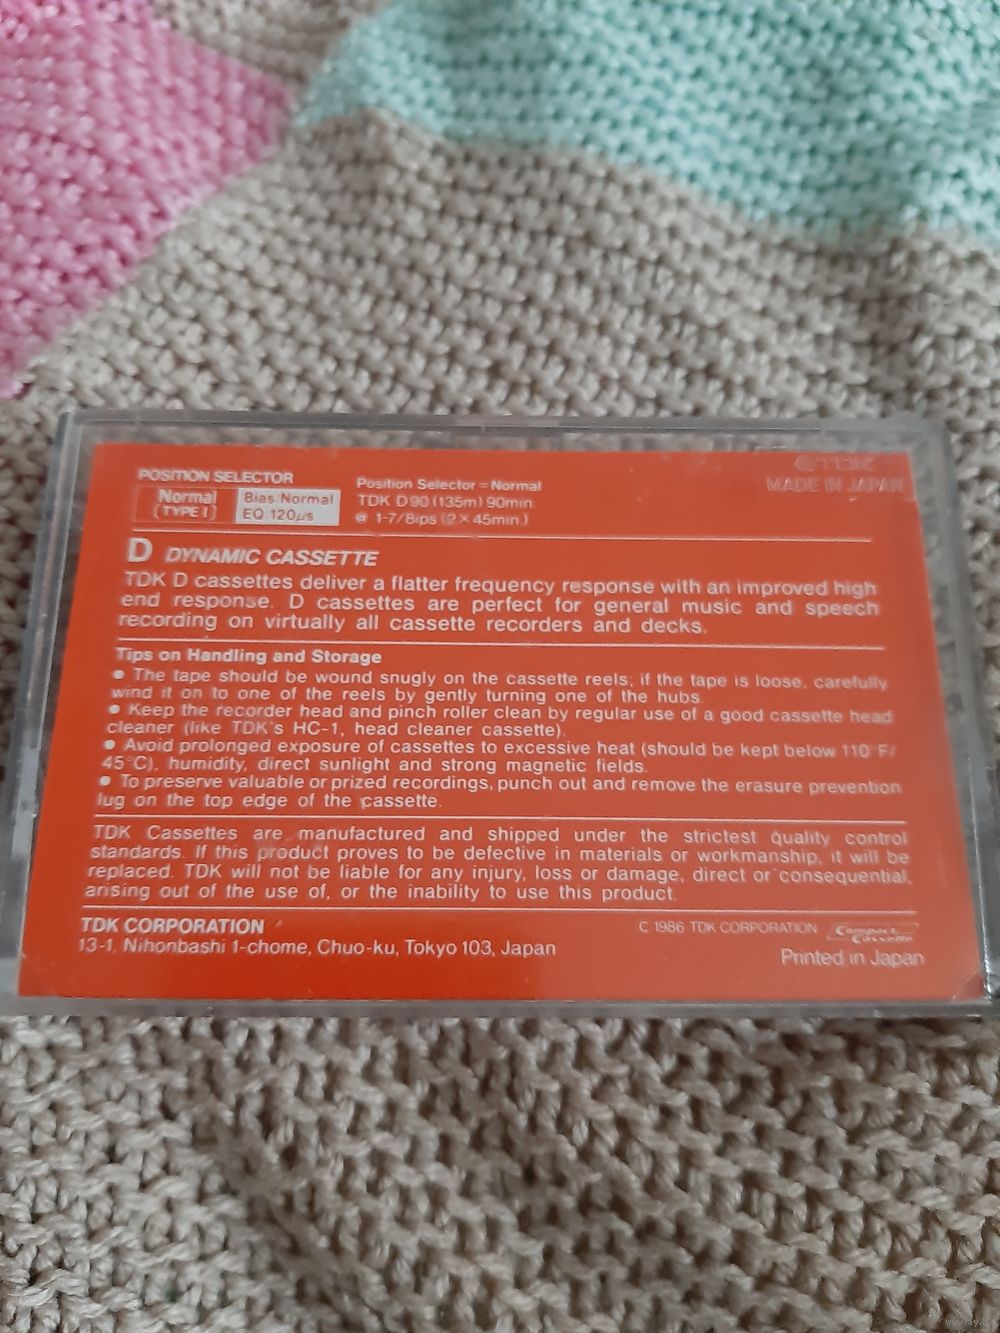 POSITION SELECTOR
Normal
(TYPE I)
Bias: Normal
EQ: 120μs
Position Selector = Normal
TDK D90 (135m) 90min.
@ 1-7/8ips (2×45min.)
TDK
MADE IN JAPAN
D DYNAMIC CASSETTE
TDK D cassettes deliver a flatter frequency response with an improved high
end response. D cassettes are perfect for general music and speech
recording on virtually all cassette recorders and decks.
Tips on Handling and Storage
● The tape should be wound snugly on the cassette reels; if the tape is loose, carefully
wind it on to one of the reels by gently turning one of the hubs.
● Keep the recorder head and pinch roller clean by regular use of a good cassette head
cleaner (like TDK's HC-1, head cleaner cassette).
● Avoid prolonged exposure of cassettes to excessive heat (should be kept below 110°F/
45°C), humidity, direct sunlight and strong magnetic fields.
● To preserve valuable or prized recordings, punch out and remove the erasure prevention
lug on the top edge of the cassette.
TDK Cassettes are manufactured and shipped under the strictest quality control
standards. If this product proves to be defective in materials or workmanship, it will be
replaced. TDK will not be liable for any injury, loss or damage, direct or consequential,
arising out of the use of, or the inability to use this product.
TDK CORPORATION
13-1, Nihonbashi 1-chome, Chuo-ku, Tokyo 103, Japan
C 1986 TDK CORPORATION
Compact
Cassette
Printed in Japan